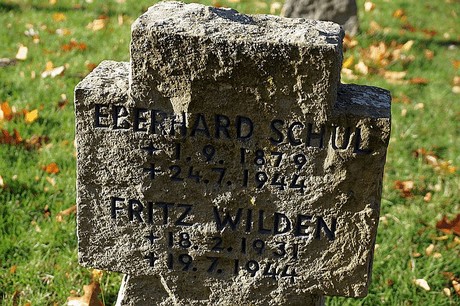 EBERHARD SCHUL
+ 1. 9. 1879
+ 24. 7. 1944
FRITZ WILDEN
+ 18. 2. 1931
+ 19. 7. 1944